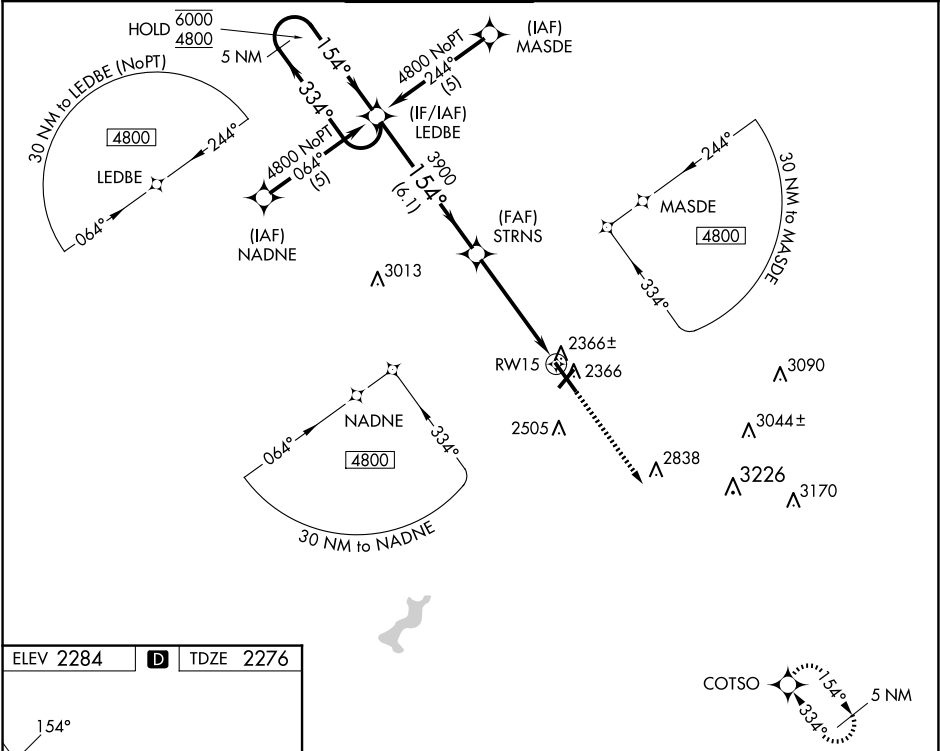 HOLD 6000
4800
5 NM
154°
334°
(IAF)
MASDE
4800 NoPT
244°
(5)
(IF/IAF)
LEDBE
30 NM to LEDBE (NoPT)
4800
244°
LEDBE
064°
4800 NoPT
064°
(5)
(IAF)
NADNE
3900
154°
(6.1)
(FAF)
STRNS
244°
MASDE
4800
30 NM to MASDE
334°
3013
RW15
2366±
2366
3090
2505
3044±
2838
3226
3170
NADNE
064°
334°
4800
30 NM to NADNE
ELEV 2284
D
TDZE 2276
154°
COTSO
154°
334°
5 NM